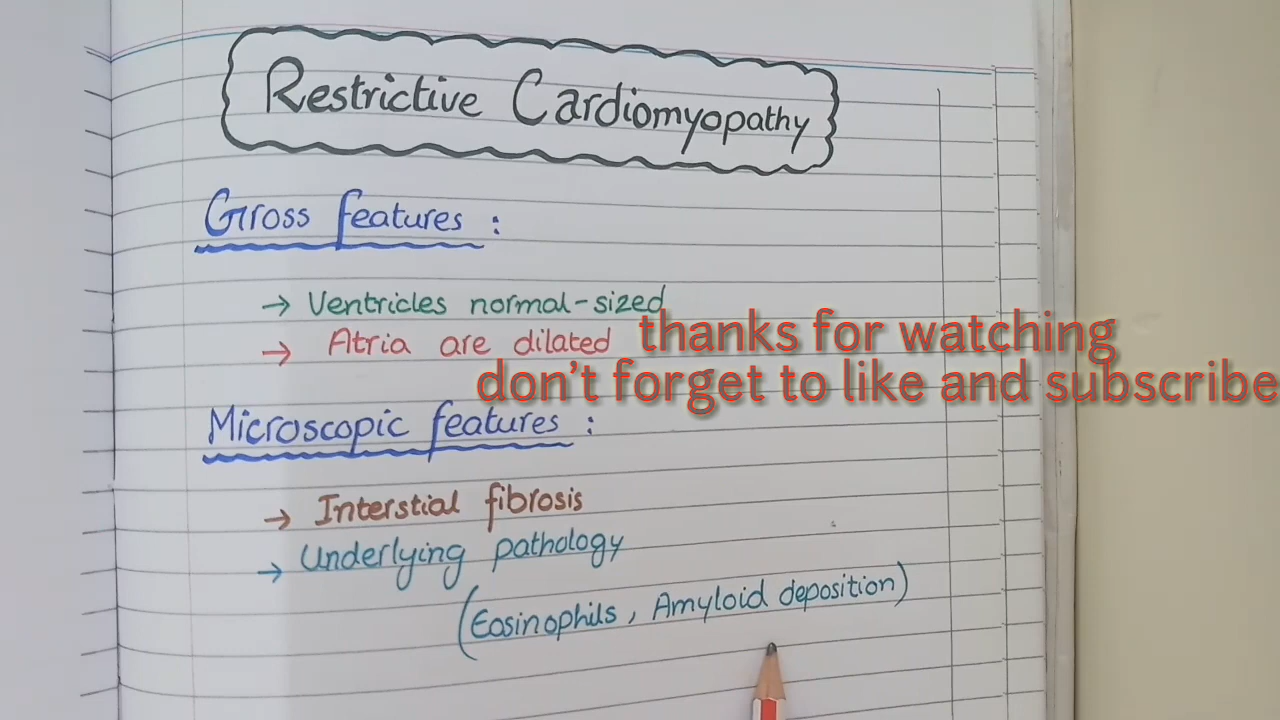 Restrictive Cardiomyopathy
Gross features :
→ Ventricles normal-sized
→ Atria are dilated
thanks for watching
don't forget to like and subscribe
Microscopic features :
→ Interstial fibrosis
→ Underlying pathology
(Eosinophils, Amyloid deposition)